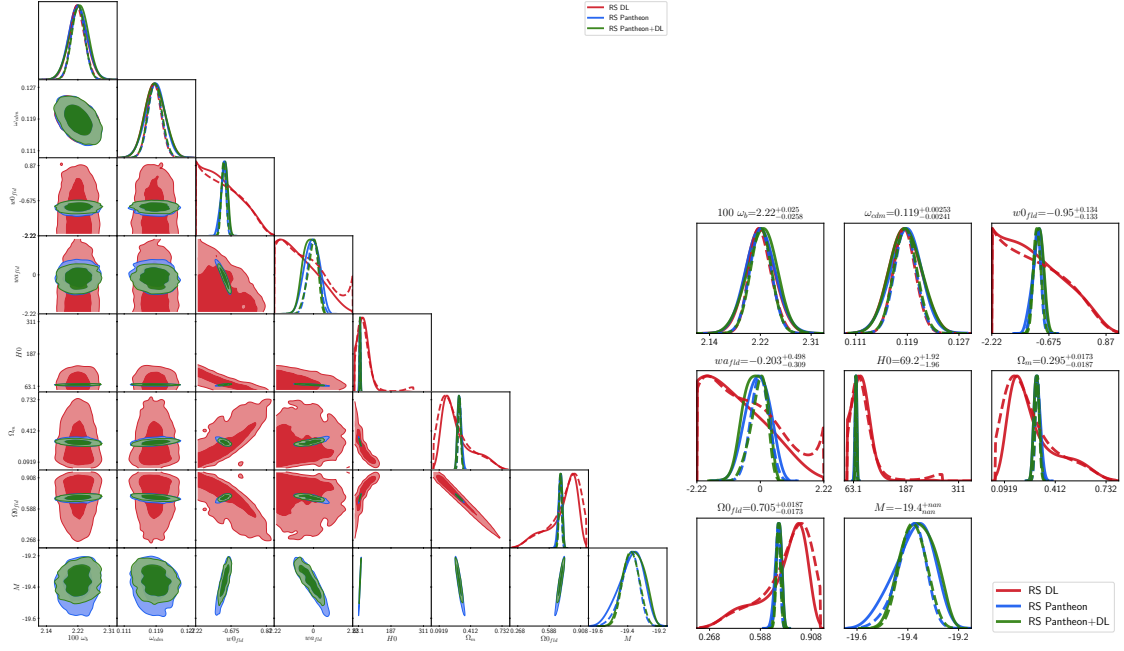 RS DL
RS Pantheon
RS Pantheon+DL
0.127
0.119
0.111
ω_cdm
0.87
-0.675
-2.22
w0_fld
0
-2.22
wa_fld
311
187
63.1
H0
0.732
0.412
0.0919
Ω_m
0.908
0.588
0.268
Ω0_fld
-19.2
-19.4
-19.6
M
2.14 2.22 2.31
100 ω_b
0.111 0.119
ω_cdm
-0.675
w0_fld
0
wa_fld
187 311
H0
0.0919 0.412
Ω_m
0.588 0.908
Ω0_fld
-19.6 -19.4 -19.2
M
100 ω_b=2.22^{+0.025}_{-0.0258}
ω_cdm=0.119^{+0.00253}_{-0.00241}
w0_fld=−0.95^{+0.134}_{-0.133}
2.14 2.22 2.31
0.111 0.119 0.127
-2.22 -0.675 0.87
wa_fld=−0.203^{+0.498}_{-0.309}
H0=69.2^{+1.92}_{-1.96}
Ω_m=0.295^{+0.0173}_{-0.0187}
-2.22 0 2.22
63.1 187 311
0.0919 0.412 0.732
Ω0_fld=0.705^{+0.0187}_{-0.0173}
M=−19.4^{+nan}_{nan}
0.268 0.588 0.908
-19.6 -19.4 -19.2
RS DL
RS Pantheon
RS Pantheon+DL